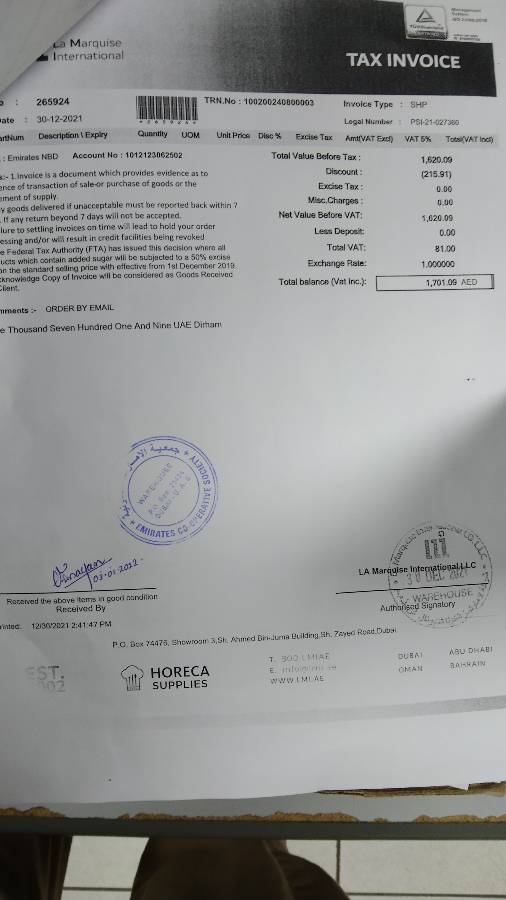 La Marquise
International
TAX INVOICE
: 265924
TRN.No : 100200240800003
Invoice Type : SHP
ate : 30-12-2021
*265924*
Legal Number : PSI-21-027360
artNum Description \ Expiry Quantity UOM Unit Price Disc % Excise Tax Amt(VAT Excl) VAT 5% Total(VAT Incl)
: Emirates NBD Account No : 1012123862502
Total Value Before Tax : 1,620.09
s:- 1.Invoice is a document which provides evidence as to
Discount : (215.91)
ence of transaction of sale or purchase of goods or the
Excise Tax : 0.00
ement of supply.
Misc.Charges : 0.00
y goods delivered if unacceptable must be reported back within 7
Net Value Before VAT: 1,620.09
. If any return beyond 7 days will not be accepted.
Less Deposit: 0.00
lure to settling invoices on time will lead to hold your order
Total VAT: 81.00
essing and/or will result in credit facilities being revoked
Exchange Rate: 1.000000
e Federal Tax Authority (FTA) has issued this decision where all
ucts which contain added sugar will be subjected to a 50% excise
Total balance (Vat Inc.): 1,701.09 AED
on the standard selling price with effective from 1st December 2019.
cknowledge Copy of Invoice will be considered as Goods Received
Client.
mments :- ORDER BY EMAIL
e Thousand Seven Hundred One And Nine UAE Dirham
WAREHOUSE
P.O. Box
DUBAI - U.A.E
EMIRATES CO-OPERATIVE SOCIETY
03-01-2022
LA Marquise International LLC
30 DEC 2021
WAREHOUSE
Received the above items in good condition
Received By
Authorised Signatory
rinted: 12/30/2021 2:41:47 PM
P.O. Box 74476, Showroom 3,Sh. Ahmed Bin-Juma Building,Sh. Zayed Road,Dubai.
EST.
002
HORECA
SUPPLIES
T. 800 LMIAE
E. info@lmi.ae
WWW.LMI.AE
DUBAI ABU DHABI
OMAN BAHRAIN